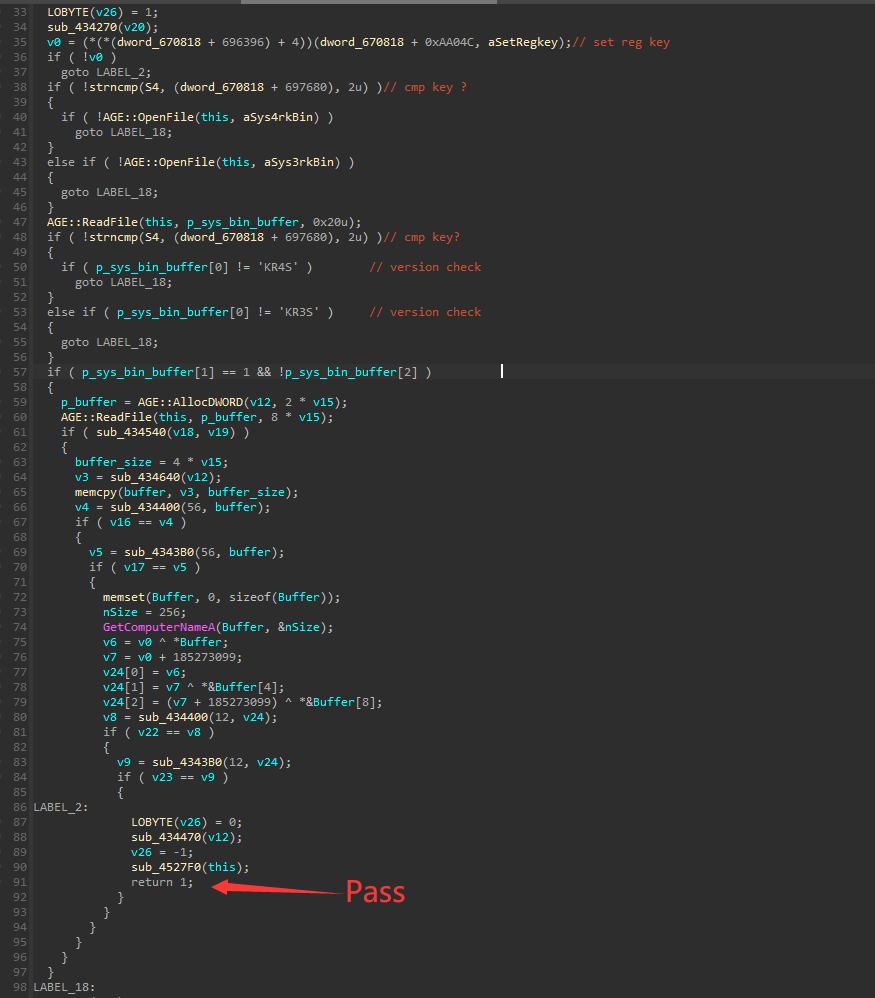 33 LOBYTE(v26) = 1;
34 sub_434270(v20);
35 v0 = (*(*(dword_670818 + 696396) + 4))(dword_670818 + 0xAA04C, aSetRegkey);// set reg key
36 if ( !v0 )
37 goto LABEL_2;
38 if ( !strncmp(S4, (dword_670818 + 697680), 2u) )// cmp key ?
39 {
40 if ( !AGE::OpenFile(this, aSys4rkBin) )
41 goto LABEL_18;
42 }
43 else if ( !AGE::OpenFile(this, aSys3rkBin) )
44 {
45 goto LABEL_18;
46 }
47 AGE::ReadFile(this, p_sys_bin_buffer, 0x20u);
48 if ( !strncmp(S4, (dword_670818 + 697680), 2u) )// cmp key?
49 {
50 if ( p_sys_bin_buffer[0] != 'KR4S' ) // version check
51 goto LABEL_18;
52 }
53 else if ( p_sys_bin_buffer[0] != 'KR3S' ) // version check
54 {
55 goto LABEL_18;
56 }
57 if ( p_sys_bin_buffer[1] == 1 && !p_sys_bin_buffer[2] )
58 {
59 p_buffer = AGE::AllocDWORD(v12, 2 * v15);
60 AGE::ReadFile(this, p_buffer, 8 * v15);
61 if ( sub_434540(v18, v19) )
62 {
63 buffer_size = 4 * v15;
64 v3 = sub_434640(v12);
65 memcpy(buffer, v3, buffer_size);
66 v4 = sub_434400(56, buffer);
67 if ( v16 == v4 )
68 {
69 v5 = sub_4343B0(56, buffer);
70 if ( v17 == v5 )
71 {
72 memset(Buffer, 0, sizeof(Buffer));
73 nSize = 256;
74 GetComputerNameA(Buffer, &nSize);
75 v6 = v0 ^ *Buffer;
76 v7 = v0 + 185273099;
77 v24[0] = v6;
78 v24[1] = v7 ^ *&Buffer[4];
79 v24[2] = (v7 + 185273099) ^ *&Buffer[8];
80 v8 = sub_434400(12, v24);
81 if ( v22 == v8 )
82 {
83 v9 = sub_4343B0(12, v24);
84 if ( v23 == v9 )
85 {
86 LABEL_2:
87 LOBYTE(v26) = 0;
88 sub_434470(v12);
89 v26 = -1;
90 sub_4527F0(this);
91 return 1; Pass
92 }
93 }
94 }
95 }
96 }
97 }
98 LABEL_18: